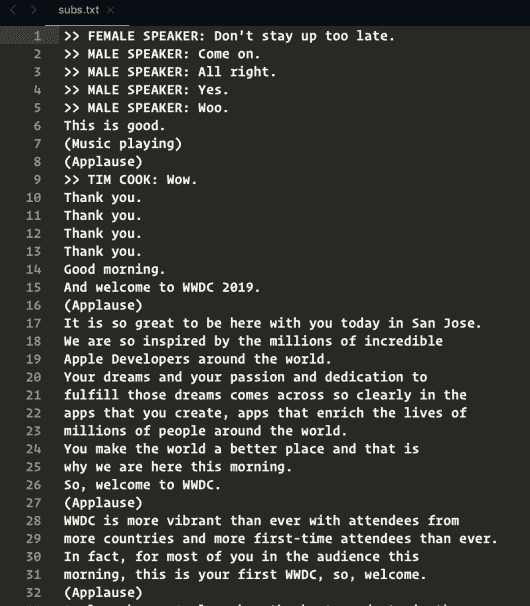 subs.txt
1 >> FEMALE SPEAKER: Don't stay up too late.
2 >> MALE SPEAKER: Come on.
3 >> MALE SPEAKER: All right.
4 >> MALE SPEAKER: Yes.
5 >> MALE SPEAKER: Woo.
6 This is good.
7 (Music playing)
8 (Applause)
9 >> TIM COOK: Wow.
10 Thank you.
11 Thank you.
12 Thank you.
13 Thank you.
14 Good morning.
15 And welcome to WWDC 2019.
16 (Applause)
17 It is so great to be here with you today in San Jose.
18 We are so inspired by the millions of incredible
19 Apple Developers around the world.
20 Your dreams and your passion and dedication to
21 fulfill those dreams comes across so clearly in the
22 apps that you create, apps that enrich the lives of
23 millions of people around the world.
24 You make the world a better place and that is
25 why we are here this morning.
26 So, welcome to WWDC.
27 (Applause)
28 WWDC is more vibrant than ever with attendees from
29 more countries and more first-time attendees than ever.
30 In fact, for most of you in the audience this
31 morning, this is your first WWDC, so, welcome.
32 (Applause)